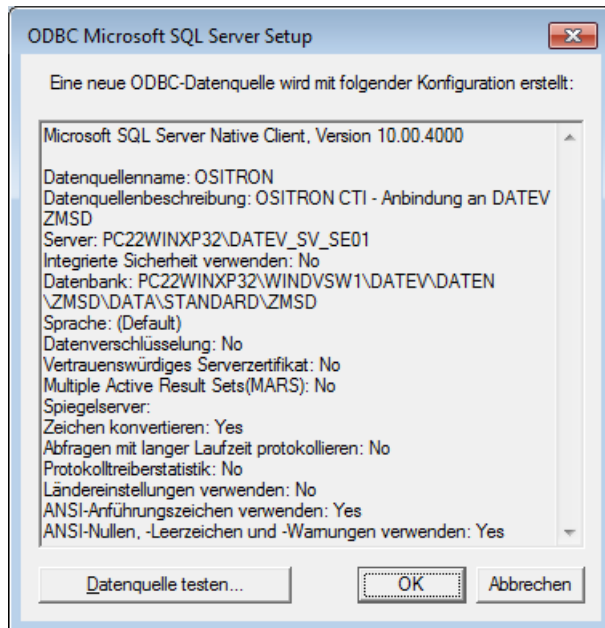 ODBC Microsoft SQL Server Setup
Eine neue ODBC-Datenquelle wird mit folgender Konfiguration erstellt:
Microsoft SQL Server Native Client, Version 10.00.4000
Datenquellenname: OSITRON
Datenquellenbeschreibung: OSITRON CTI - Anbindung an DATEV
ZMSD
Server: PC22WINXP32\DATEV_SV_SE01
Integrierte Sicherheit verwenden: No
Datenbank: PC22WINXP32\WINDVSW1\DATEV\DATEN
\ZMSD\DATA\STANDARD\ZMSD
Sprache: (Default)
Datenverschlüsselung: No
Vertrauenswürdiges Serverzertifikat: No
Multiple Active Result Sets(MARS): No
Spiegelserver:
Zeichen konvertieren: Yes
Abfragen mit langer Laufzeit protokollieren: No
Protokolltreiberstatistik: No
Ländereinstellungen verwenden: No
ANSI-Anführungszeichen verwenden: Yes
ANSI-Nullen, -Leerzeichen und -Warnungen verwenden: Yes
Datenquelle testen... OK Abbrechen